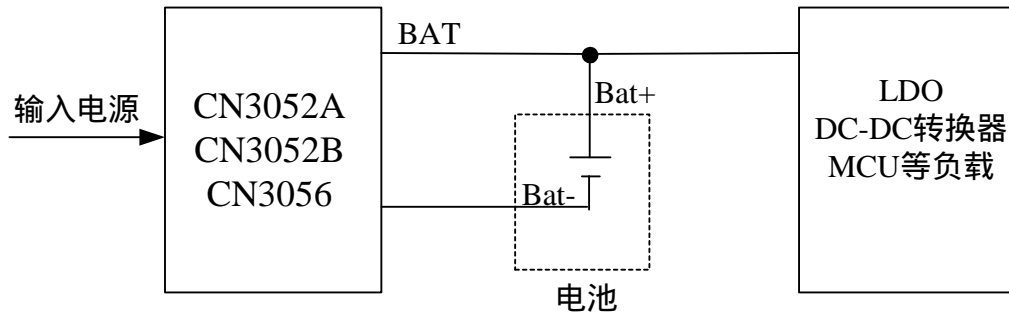 BAT
输入电源
CN3052A
CN3052B
CN3056
Bat+
Bat-
电池
LDO
DC-DC转换器
MCU等负载